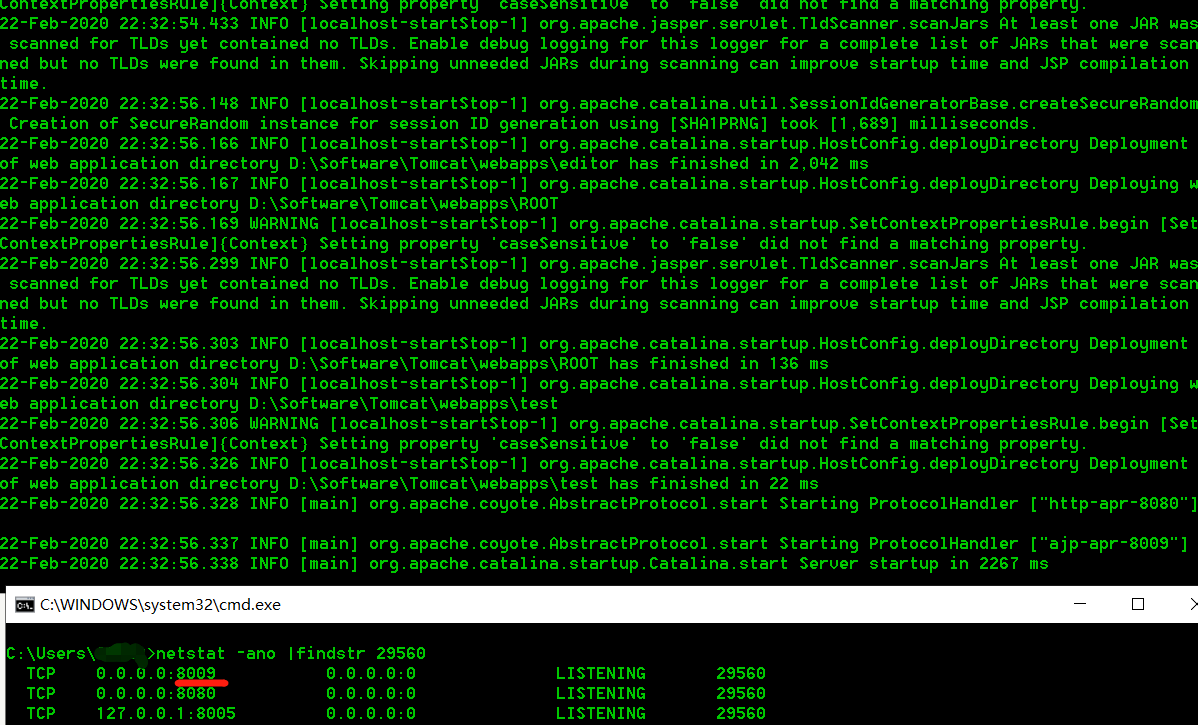 ContextPropertiesRule]{Context} Setting property 'caseSensitive' to 'false' did not find a matching property.
22-Feb-2020 22:32:54.433 INFO [localhost-startStop-1] org.apache.jasper.servlet.TldScanner.scanJars At least one JAR was
 scanned for TLDs yet contained no TLDs. Enable debug logging for this logger for a complete list of JARs that were scan
ned but no TLDs were found in them. Skipping unneeded JARs during scanning can improve startup time and JSP compilation
time.
22-Feb-2020 22:32:56.148 INFO [localhost-startStop-1] org.apache.catalina.util.SessionIdGeneratorBase.createSecureRandom
 Creation of SecureRandom instance for session ID generation using [SHA1PRNG] took [1,689] milliseconds.
22-Feb-2020 22:32:56.166 INFO [localhost-startStop-1] org.apache.catalina.startup.HostConfig.deployDirectory Deployment
of web application directory D:\Software\Tomcat\webapps\editor has finished in 2,042 ms
22-Feb-2020 22:32:56.167 INFO [localhost-startStop-1] org.apache.catalina.startup.HostConfig.deployDirectory Deploying w
eb application directory D:\Software\Tomcat\webapps\ROOT
22-Feb-2020 22:32:56.169 WARNING [localhost-startStop-1] org.apache.catalina.startup.SetContextPropertiesRule.begin [Set
ContextPropertiesRule]{Context} Setting property 'caseSensitive' to 'false' did not find a matching property.
22-Feb-2020 22:32:56.299 INFO [localhost-startStop-1] org.apache.jasper.servlet.TldScanner.scanJars At least one JAR was
 scanned for TLDs yet contained no TLDs. Enable debug logging for this logger for a complete list of JARs that were scan
ned but no TLDs were found in them. Skipping unneeded JARs during scanning can improve startup time and JSP compilation
time.
22-Feb-2020 22:32:56.303 INFO [localhost-startStop-1] org.apache.catalina.startup.HostConfig.deployDirectory Deployment
of web application directory D:\Software\Tomcat\webapps\ROOT has finished in 136 ms
22-Feb-2020 22:32:56.304 INFO [localhost-startStop-1] org.apache.catalina.startup.HostConfig.deployDirectory Deploying w
eb application directory D:\Software\Tomcat\webapps\test
22-Feb-2020 22:32:56.306 WARNING [localhost-startStop-1] org.apache.catalina.startup.SetContextPropertiesRule.begin [Set
ContextPropertiesRule]{Context} Setting property 'caseSensitive' to 'false' did not find a matching property.
22-Feb-2020 22:32:56.326 INFO [localhost-startStop-1] org.apache.catalina.startup.HostConfig.deployDirectory Deployment
of web application directory D:\Software\Tomcat\webapps\test has finished in 22 ms
22-Feb-2020 22:32:56.328 INFO [main] org.apache.coyote.AbstractProtocol.start Starting ProtocolHandler ["http-apr-8080"]
22-Feb-2020 22:32:56.337 INFO [main] org.apache.coyote.AbstractProtocol.start Starting ProtocolHandler ["ajp-apr-8009"]
22-Feb-2020 22:32:56.338 INFO [main] org.apache.catalina.startup.Catalina.start Server startup in 2267 ms
C:\WINDOWS\system32\cmd.exe
C:\Users\ >netstat -ano |findstr 29560
TCP 0.0.0.0:8009 0.0.0.0:0 LISTENING 29560
TCP 0.0.0.0:8080 0.0.0.0:0 LISTENING 29560
TCP 127.0.0.1:8005 0.0.0.0:0 LISTENING 29560